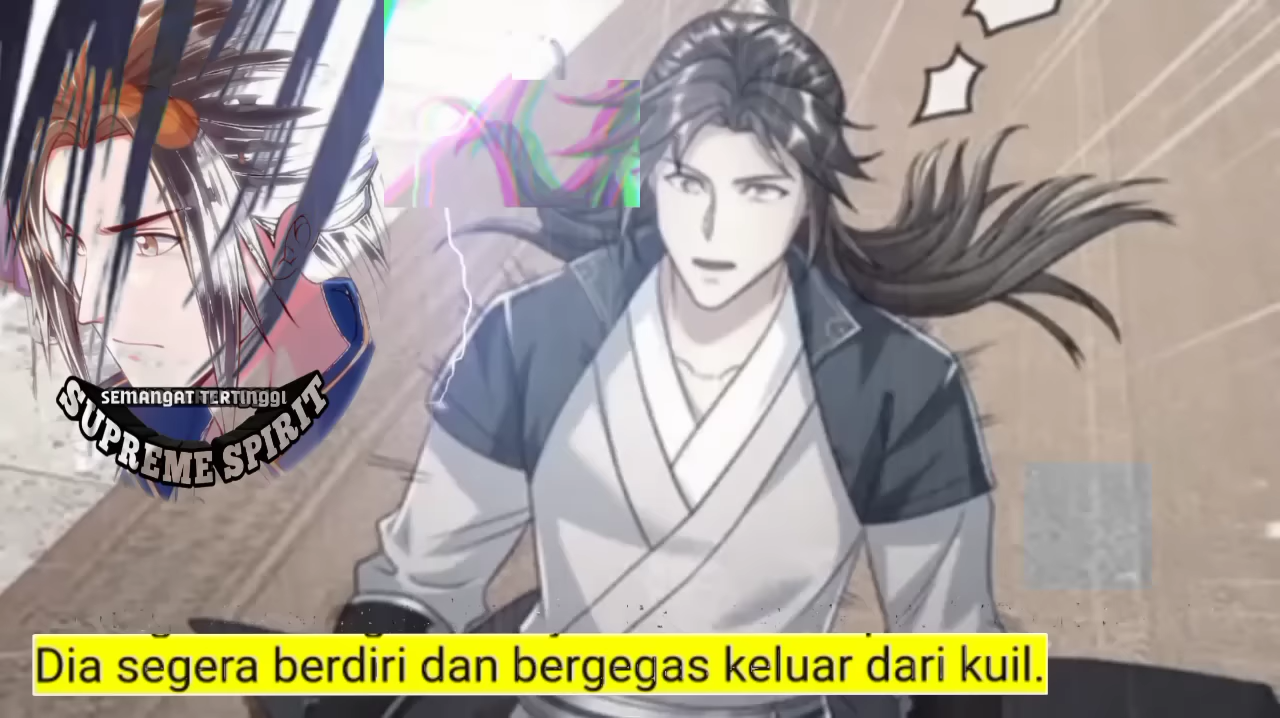 SEMANGAT TERTINGGI
SUPREME SPIRIT
Dia segera berdiri dan bergegas keluar dari kuil.